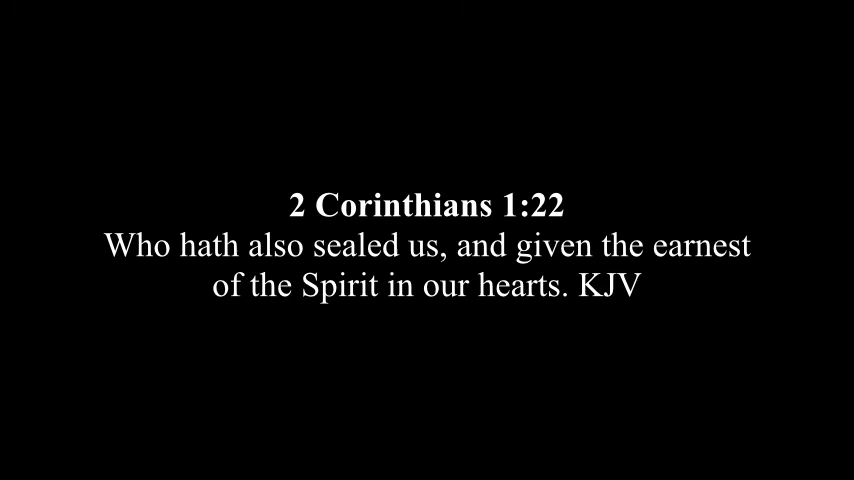 2 Corinthians 1:22
Who hath also sealed us, and given the earnest
of the Spirit in our hearts. KJV